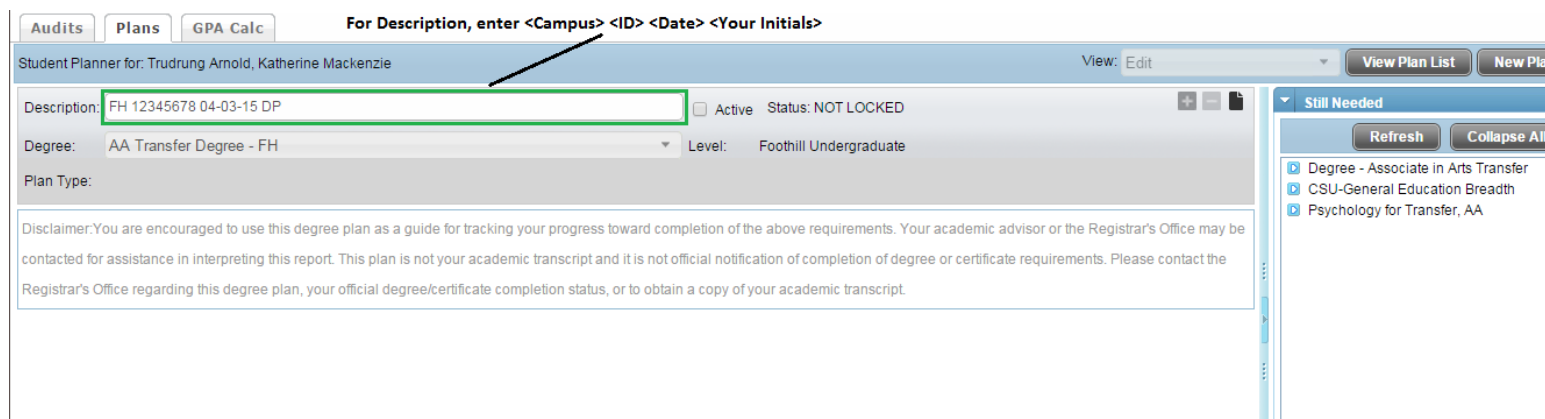 Audits Plans GPA Calc For Description, enter <Campus> <ID> <Date> <Your Initials>
Student Planner for: Trudrung Arnold, Katherine Mackenzie View: Edit View Plan List New Pla
Description: FH 12345678 04-03-15 DP Active Status: NOT LOCKED
Degree: AA Transfer Degree - FH Level: Foothill Undergraduate
Plan Type:
Disclaimer:You are encouraged to use this degree plan as a guide for tracking your progress toward completion of the above requirements. Your academic advisor or the Registrar's Office may be
contacted for assistance in interpreting this report. This plan is not your academic transcript and it is not official notification of completion of degree or certificate requirements. Please contact the
Registrar's Office regarding this degree plan, your official degree/certificate completion status, or to obtain a copy of your academic transcript.
Still Needed
Refresh Collapse All
Degree - Associate in Arts Transfer
CSU-General Education Breadth
Psychology for Transfer, AA